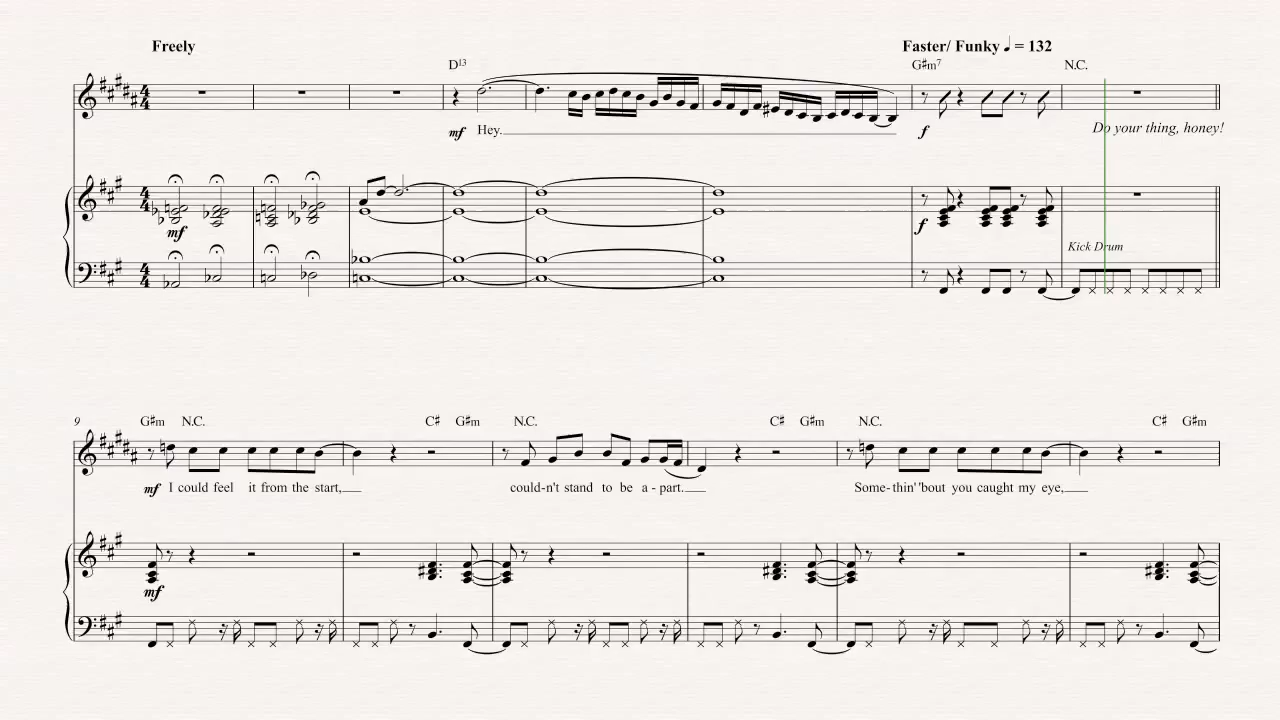 Freely Faster/ Funky ♩ = 132
D13 G♯m7 N.C.
mf Hey. f Do your thing, honey!
mf f
Kick Drum
9 G♯m N.C. C♯ G♯m N.C. C♯ G♯m N.C. C♯ G♯m
mf I could feel it from the start, could-n't stand to be a - part. Some- thin' 'bout you caught my eye,
mf